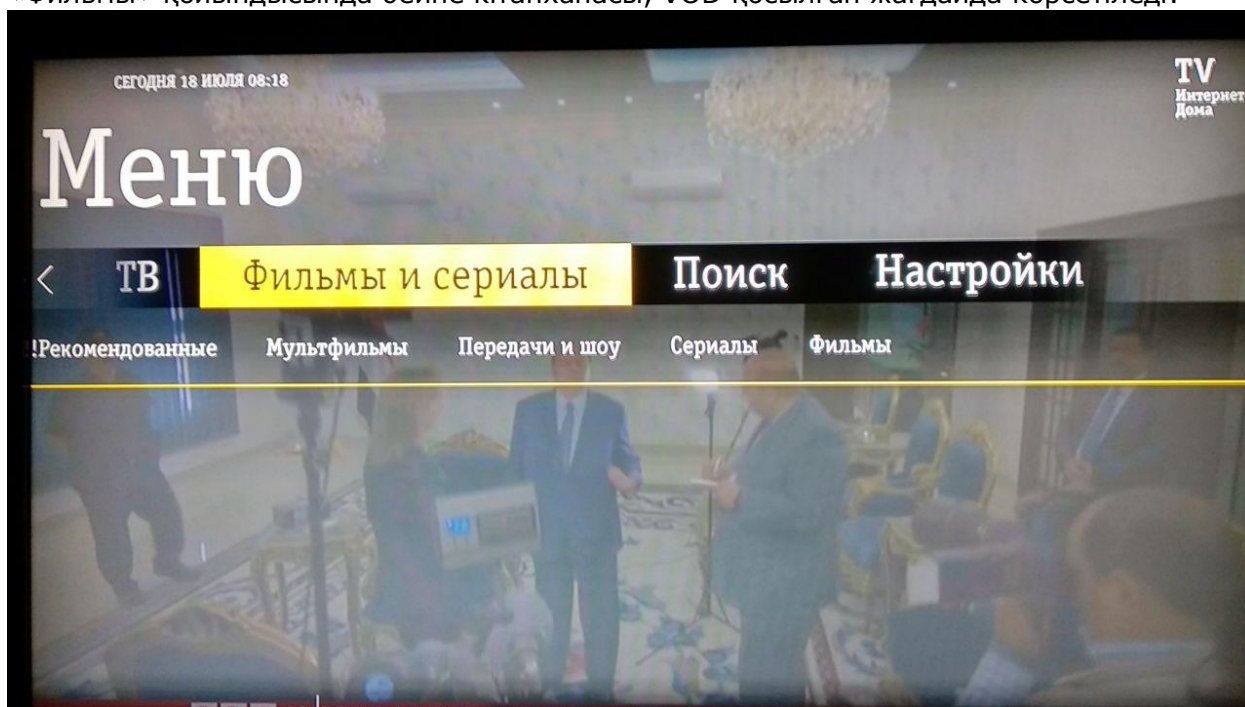 «Фильмы» қойындысында бейне кітапханасы, VOD қосылған жағдайда көрсетіледі.
СЕГОДНЯ 18 ИЮЛЯ 08:18
TV
Интернет
Дома
Меню
< ТВ Фильмы и сериалы Поиск Настройки
!Рекомендованные Мультфильмы Передачи и шоу Сериалы Фильмы